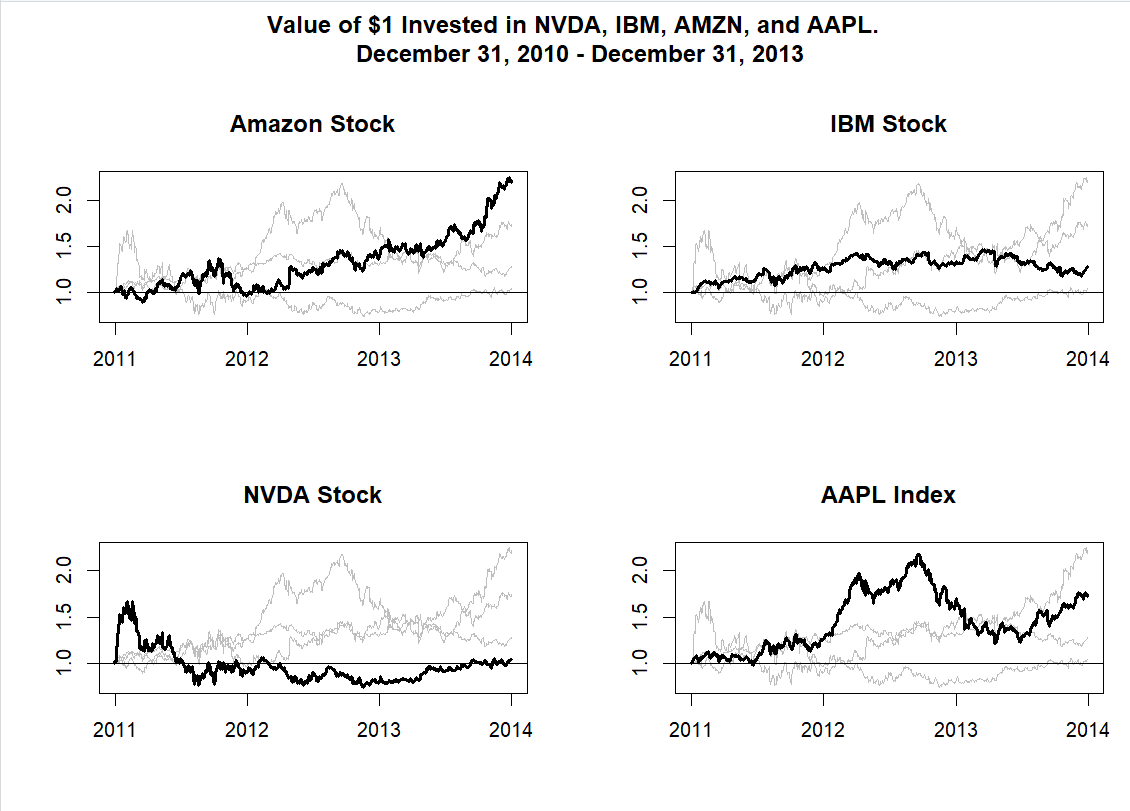 Value of $1 Invested in NVDA, IBM, AMZN, and AAPL.
December 31, 2010 - December 31, 2013
Amazon Stock
2.0
1.5
1.0
2011 2012 2013 2014
IBM Stock
2.0
1.5
1.0
2011 2012 2013 2014
NVDA Stock
2.0
1.5
1.0
2011 2012 2013 2014
AAPL Index
2.0
1.5
1.0
2011 2012 2013 2014